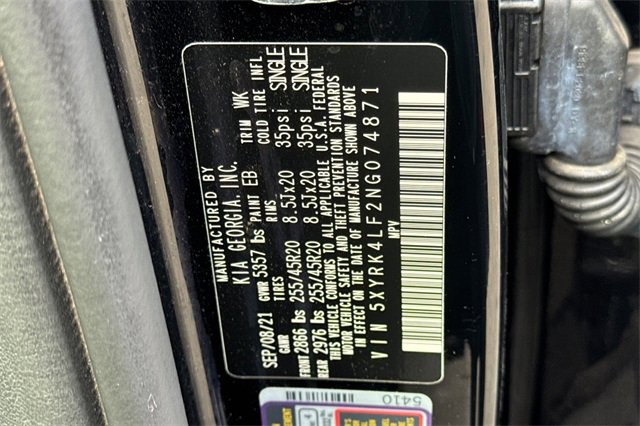 MANUFACTURED BY
KIA GEORGIA, INC.
SEP/08/21 GVWR 5357 lbs PAINT EB TRIM WK
GAWR TIRES RIMS COLD TIRE INFL
FRONT 2866 lbs 255/45R20 8.5Jx20 35psi SINGLE
REAR 2976 lbs 255/45R20 8.5Jx20 35psi SINGLE
THIS VEHICLE CONFORMS TO ALL APPLICABLE U.S.A. FEDERAL
MOTOR VEHICLE SAFETY AND THEFT PREVENTION STANDARDS
IN EFFECT ON THE DATE OF MANUFACTURE SHOWN ABOVE
VIN 5XYRK4LF2NG074871
MPV
5410